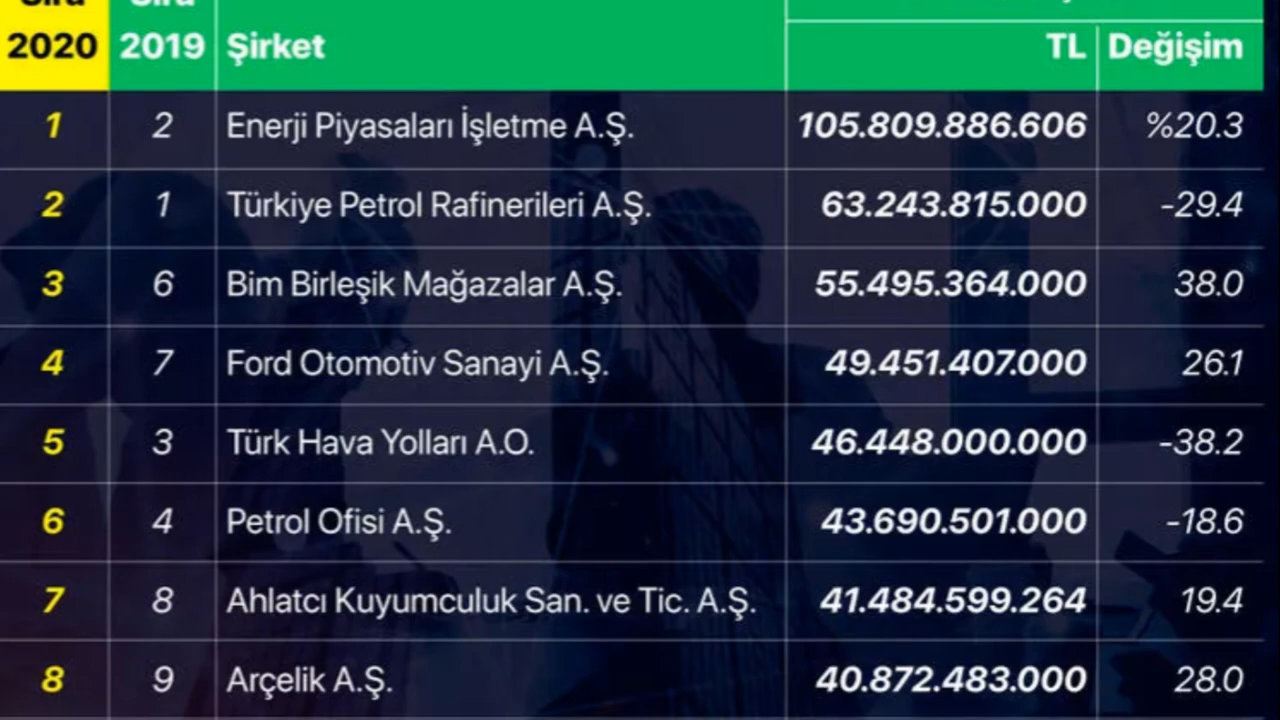 Sıra Sıra
2020 2019 Şirket TL Değişim
1 2 Enerji Piyasaları İşletme A.Ş. 105.809.886.606 %20.3
2 1 Türkiye Petrol Rafinerileri A.Ş. 63.243.815.000 -29.4
3 6 Bim Birleşik Mağazalar A.Ş. 55.495.364.000 38.0
4 7 Ford Otomotiv Sanayi A.Ş. 49.451.407.000 26.1
5 3 Türk Hava Yolları A.O. 46.448.000.000 -38.2
6 4 Petrol Ofisi A.Ş. 43.690.501.000 -18.6
7 8 Ahlatcı Kuyumculuk San. ve Tic. A.Ş. 41.484.599.264 19.4
8 9 Arçelik A.Ş. 40.872.483.000 28.0